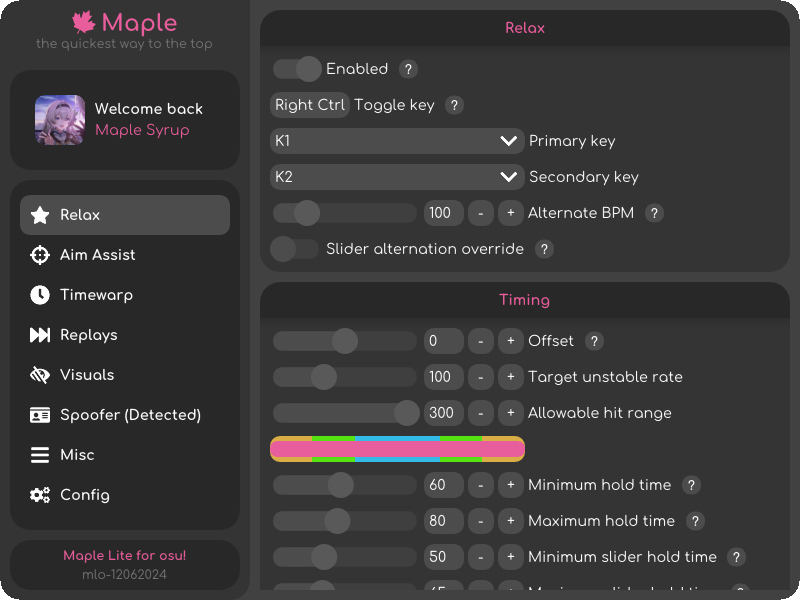 Maple
the quickest way to the top
Welcome back
Maple Syrup
Relax
Aim Assist
Timewarp
Replays
Visuals
Spoofer (Detected)
Misc
Config
Maple Lite for osu!
mlo-12062024
Relax
Enabled ?
Right Ctrl Toggle key ?
K1 Primary key
K2 Secondary key
100 - + Alternate BPM ?
Slider alternation override ?
Timing
0 - + Offset ?
100 - + Target unstable rate
300 - + Allowable hit range
60 - + Minimum hold time ?
80 - + Maximum hold time ?
50 - + Minimum slider hold time ?